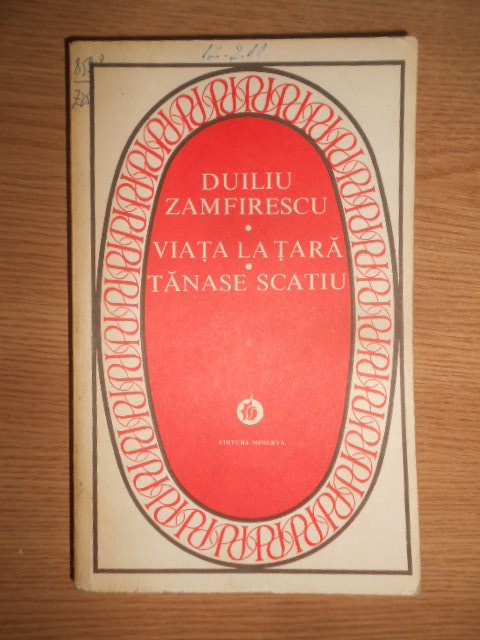 DUILIU
ZAMFIRESCU
•
VIAȚA LA ȚARĂ
•
TĂNASE SCATIU
EDITURA MINERVA